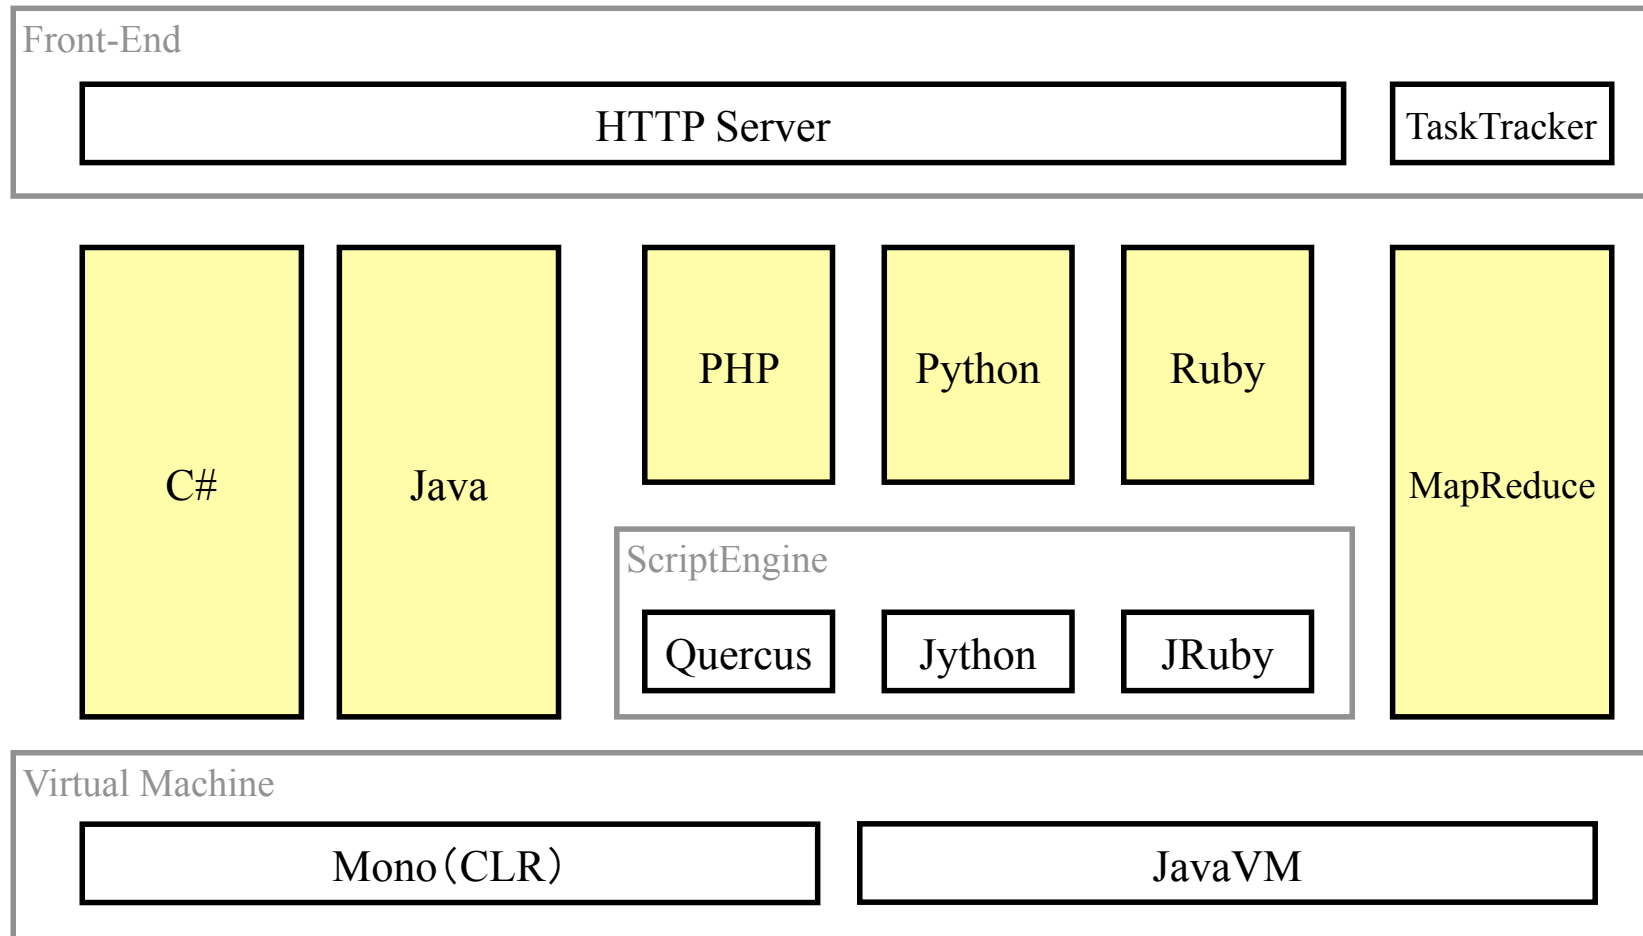 Front-End
HTTP Server
TaskTracker
C#
Java
PHP
Python
Ruby
MapReduce
ScriptEngine
Quercus
Jython
JRuby
Virtual Machine
Mono（CLR）
JavaVM